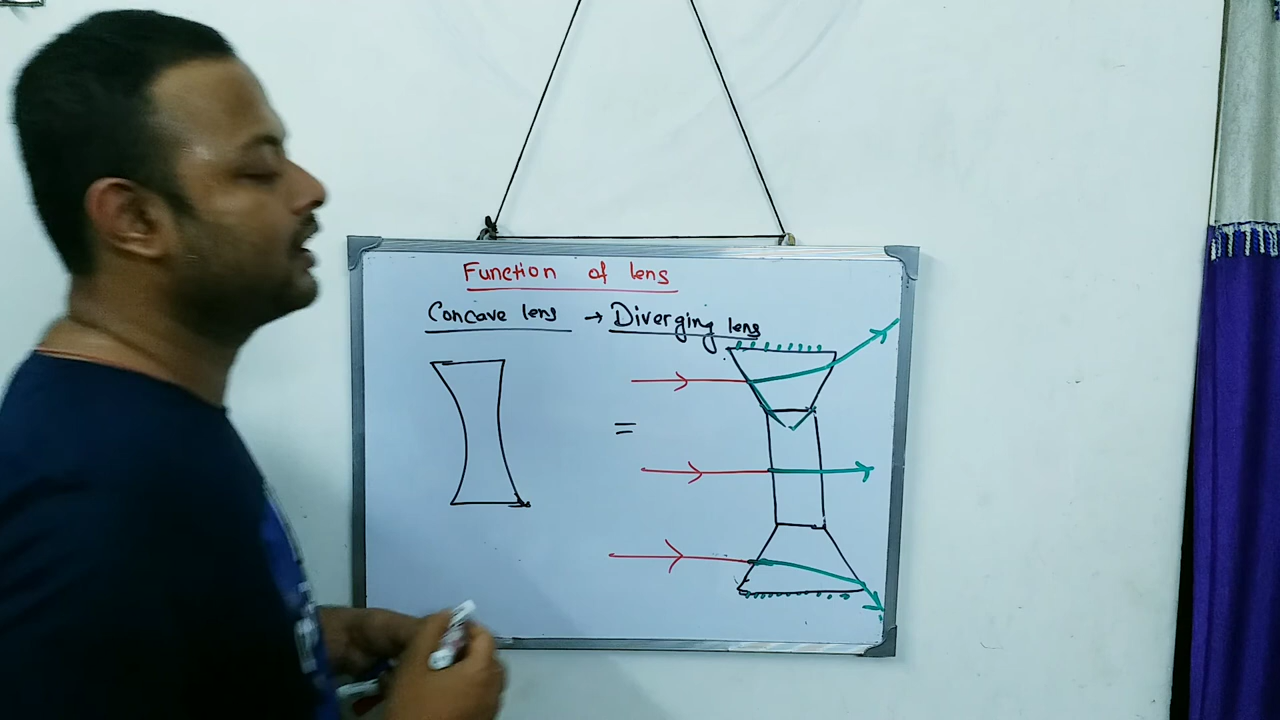 Function of lens
Concave lens → Diverging lens
=